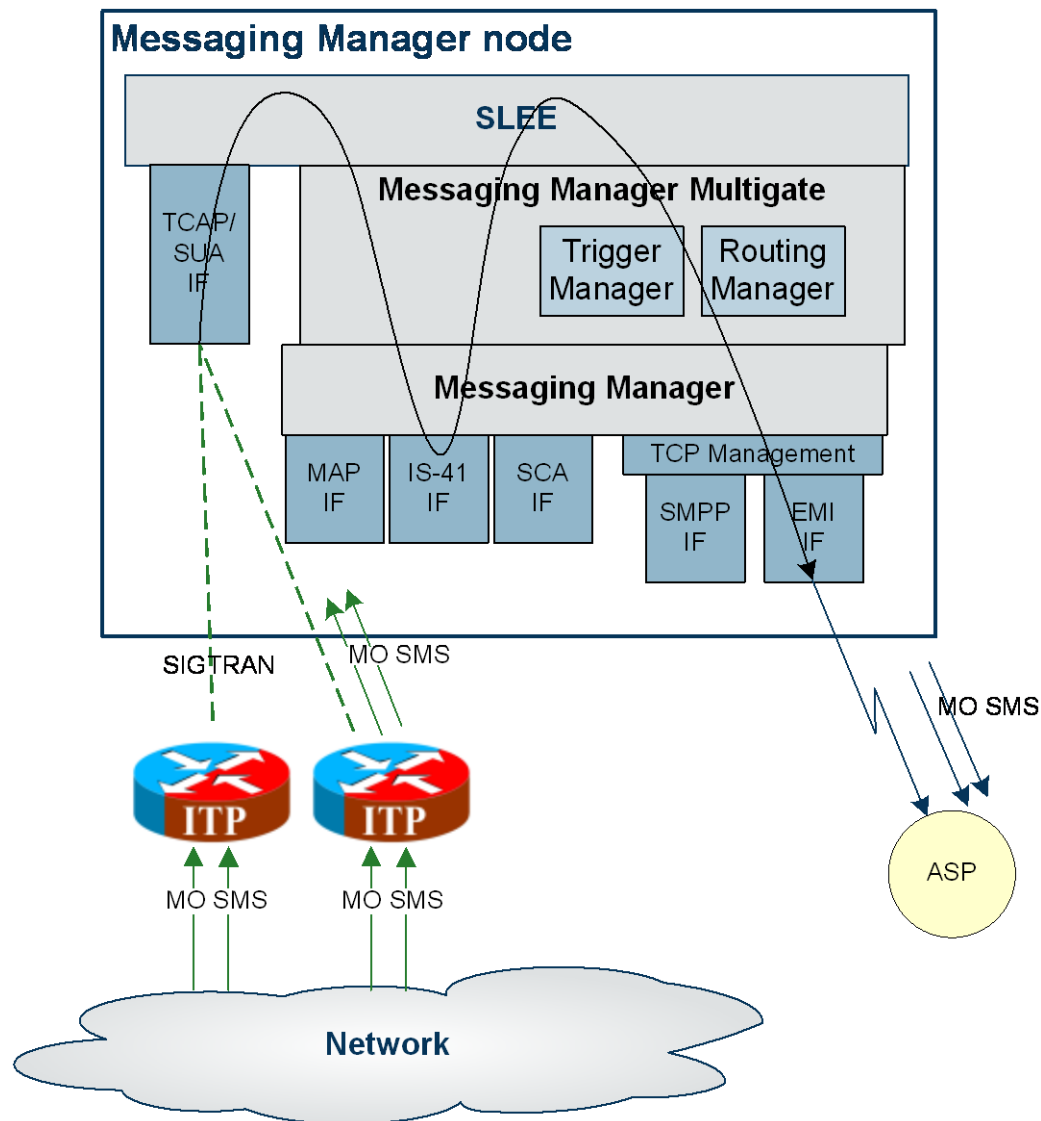 Messaging Manager node
SLEE
Messaging Manager Multigate
TCAP/
SUA
IF
Trigger
Manager
Routing
Manager
Messaging Manager
MAP
IF
IS-41
IF
SCA
IF
TCP Management
SMPP
IF
EMI
IF
SIGTRAN
MO SMS
MO SMS
ITP
ITP
ASP
MO SMS
MO SMS
Network